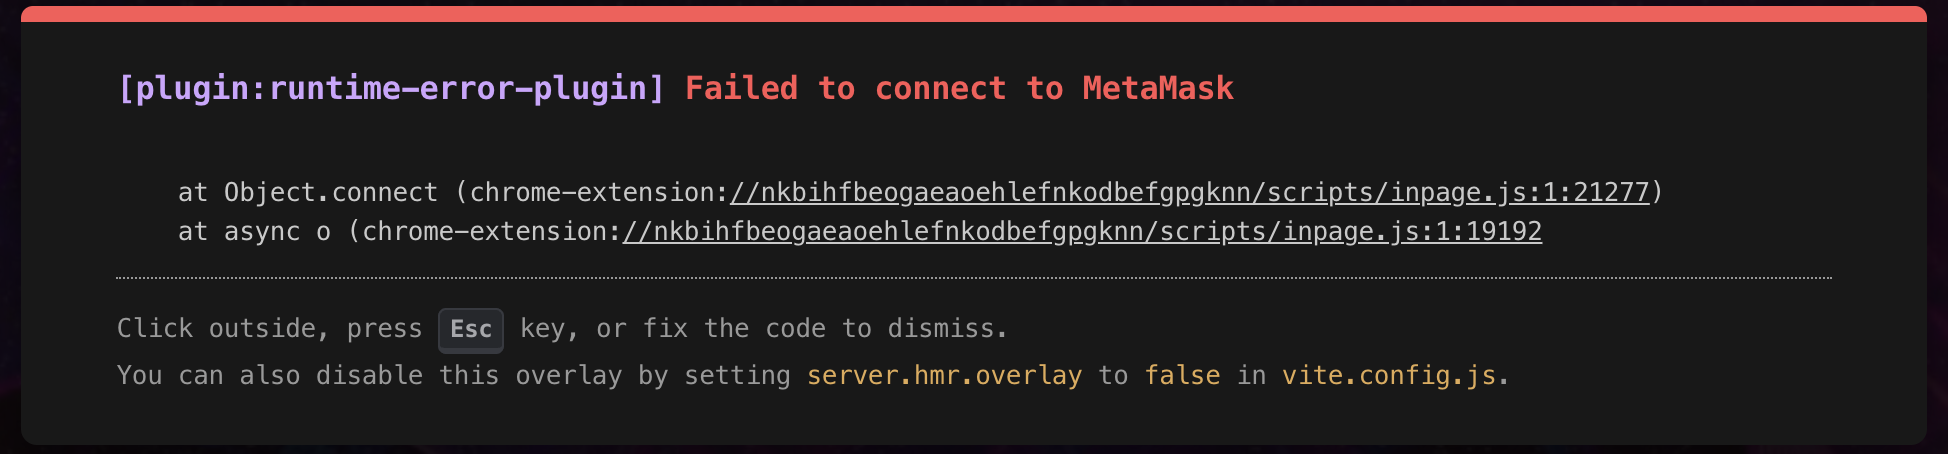 [plugin:runtime-error-plugin] Failed to connect to MetaMask
at Object.connect (chrome-extension://nkbihfbeogaeaoehlefnkodbefgpgknn/scripts/inpage.js:1:21277)
at async o (chrome-extension://nkbihfbeogaeaoehlefnkodbefgpgknn/scripts/inpage.js:1:19192
Click outside, press Esc key, or fix the code to dismiss.
You can also disable this overlay by setting server.hmr.overlay to false in vite.config.js.